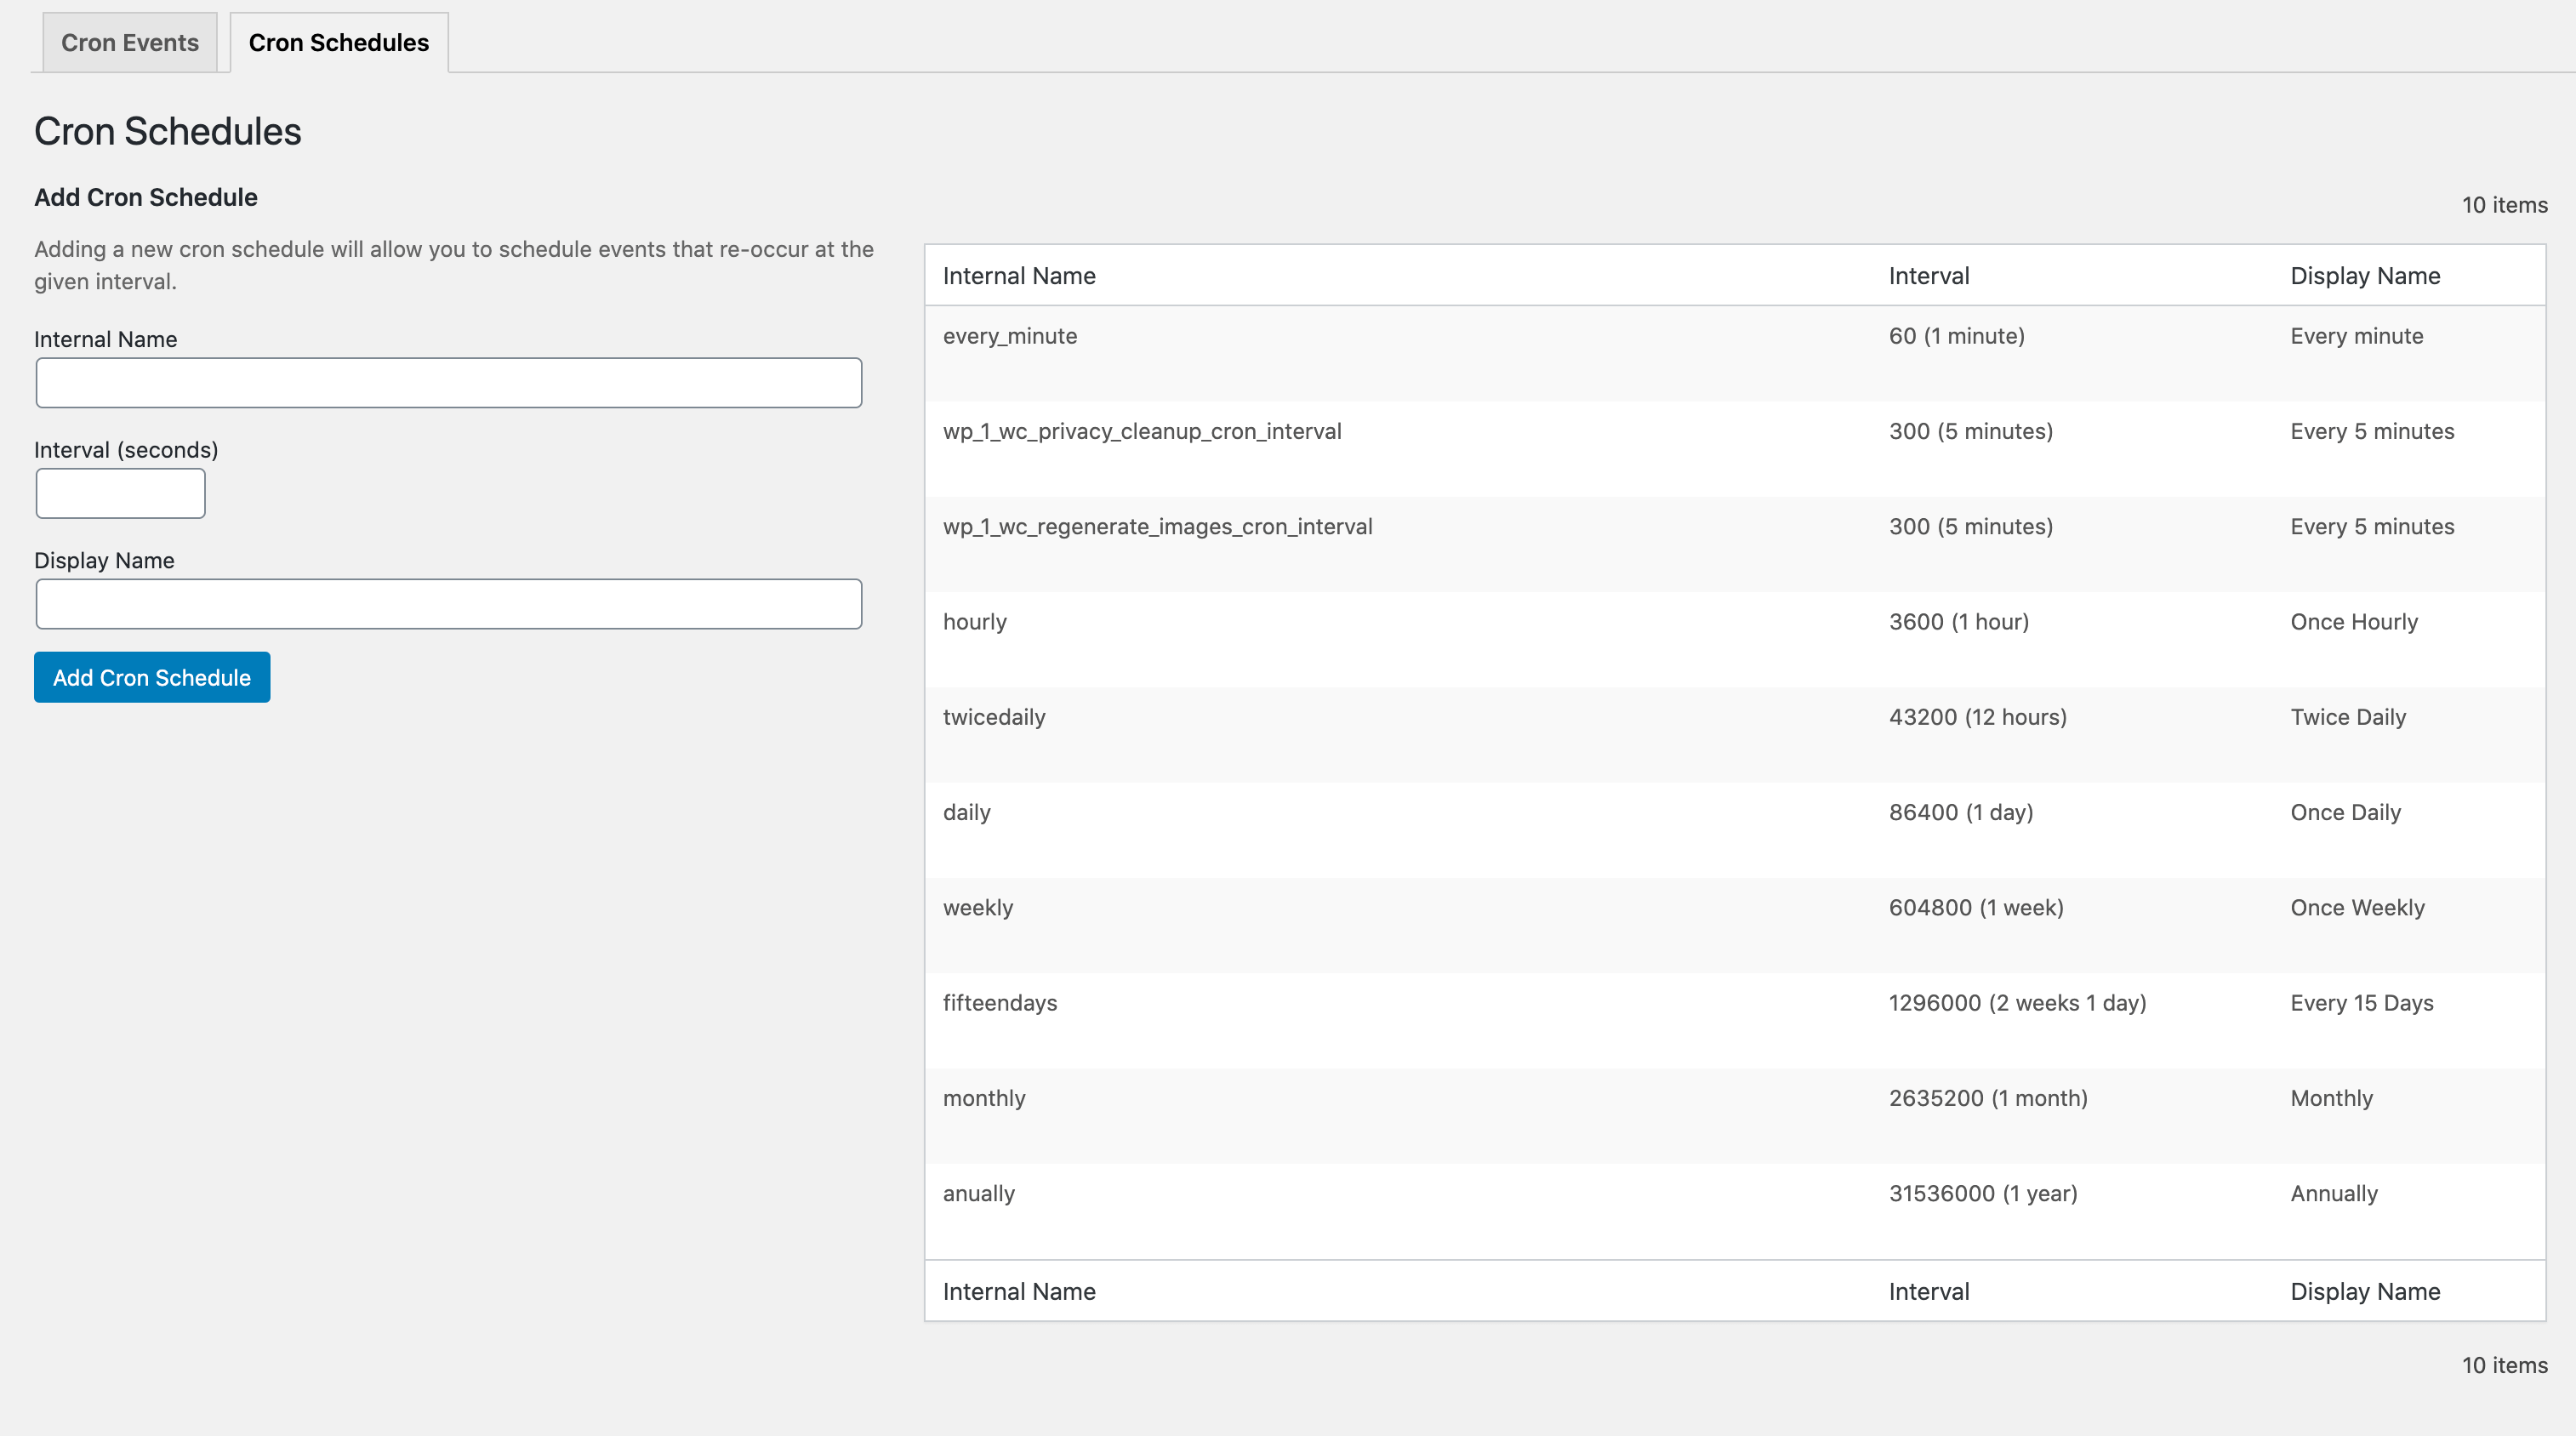 Cron Events Cron Schedules
Cron Schedules
Add Cron Schedule
Adding a new cron schedule will allow you to schedule events that re-occur at the
given interval.
Internal Name
Interval (seconds)
Display Name
Add Cron Schedule
10 items
Internal Name Interval Display Name
every_minute 60 (1 minute) Every minute
wp_1_wc_privacy_cleanup_cron_interval 300 (5 minutes) Every 5 minutes
wp_1_wc_regenerate_images_cron_interval 300 (5 minutes) Every 5 minutes
hourly 3600 (1 hour) Once Hourly
twicedaily 43200 (12 hours) Twice Daily
daily 86400 (1 day) Once Daily
weekly 604800 (1 week) Once Weekly
fifteendays 1296000 (2 weeks 1 day) Every 15 Days
monthly 2635200 (1 month) Monthly
anually 31536000 (1 year) Annually
Internal Name Interval Display Name
10 items